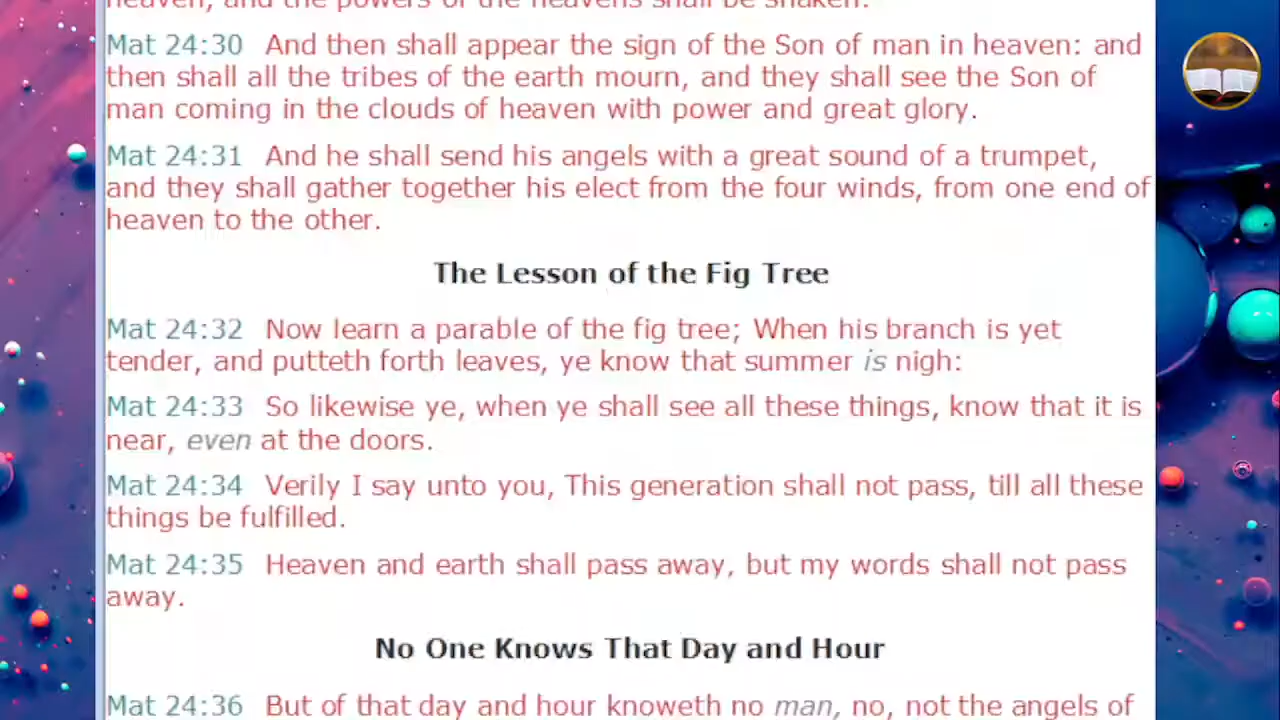 heaven, and the powers of the heavens shall be shaken.
Mat 24:30 And then shall appear the sign of the Son of man in heaven: and
then shall all the tribes of the earth mourn, and they shall see the Son of
man coming in the clouds of heaven with power and great glory.
Mat 24:31 And he shall send his angels with a great sound of a trumpet,
and they shall gather together his elect from the four winds, from one end of
heaven to the other.
The Lesson of the Fig Tree
Mat 24:32 Now learn a parable of the fig tree; When his branch is yet
tender, and putteth forth leaves, ye know that summer is nigh:
Mat 24:33 So likewise ye, when ye shall see all these things, know that it is
near, even at the doors.
Mat 24:34 Verily I say unto you, This generation shall not pass, till all these
things be fulfilled.
Mat 24:35 Heaven and earth shall pass away, but my words shall not pass
away.
No One Knows That Day and Hour
Mat 24:36 But of that day and hour knoweth no man, no, not the angels of